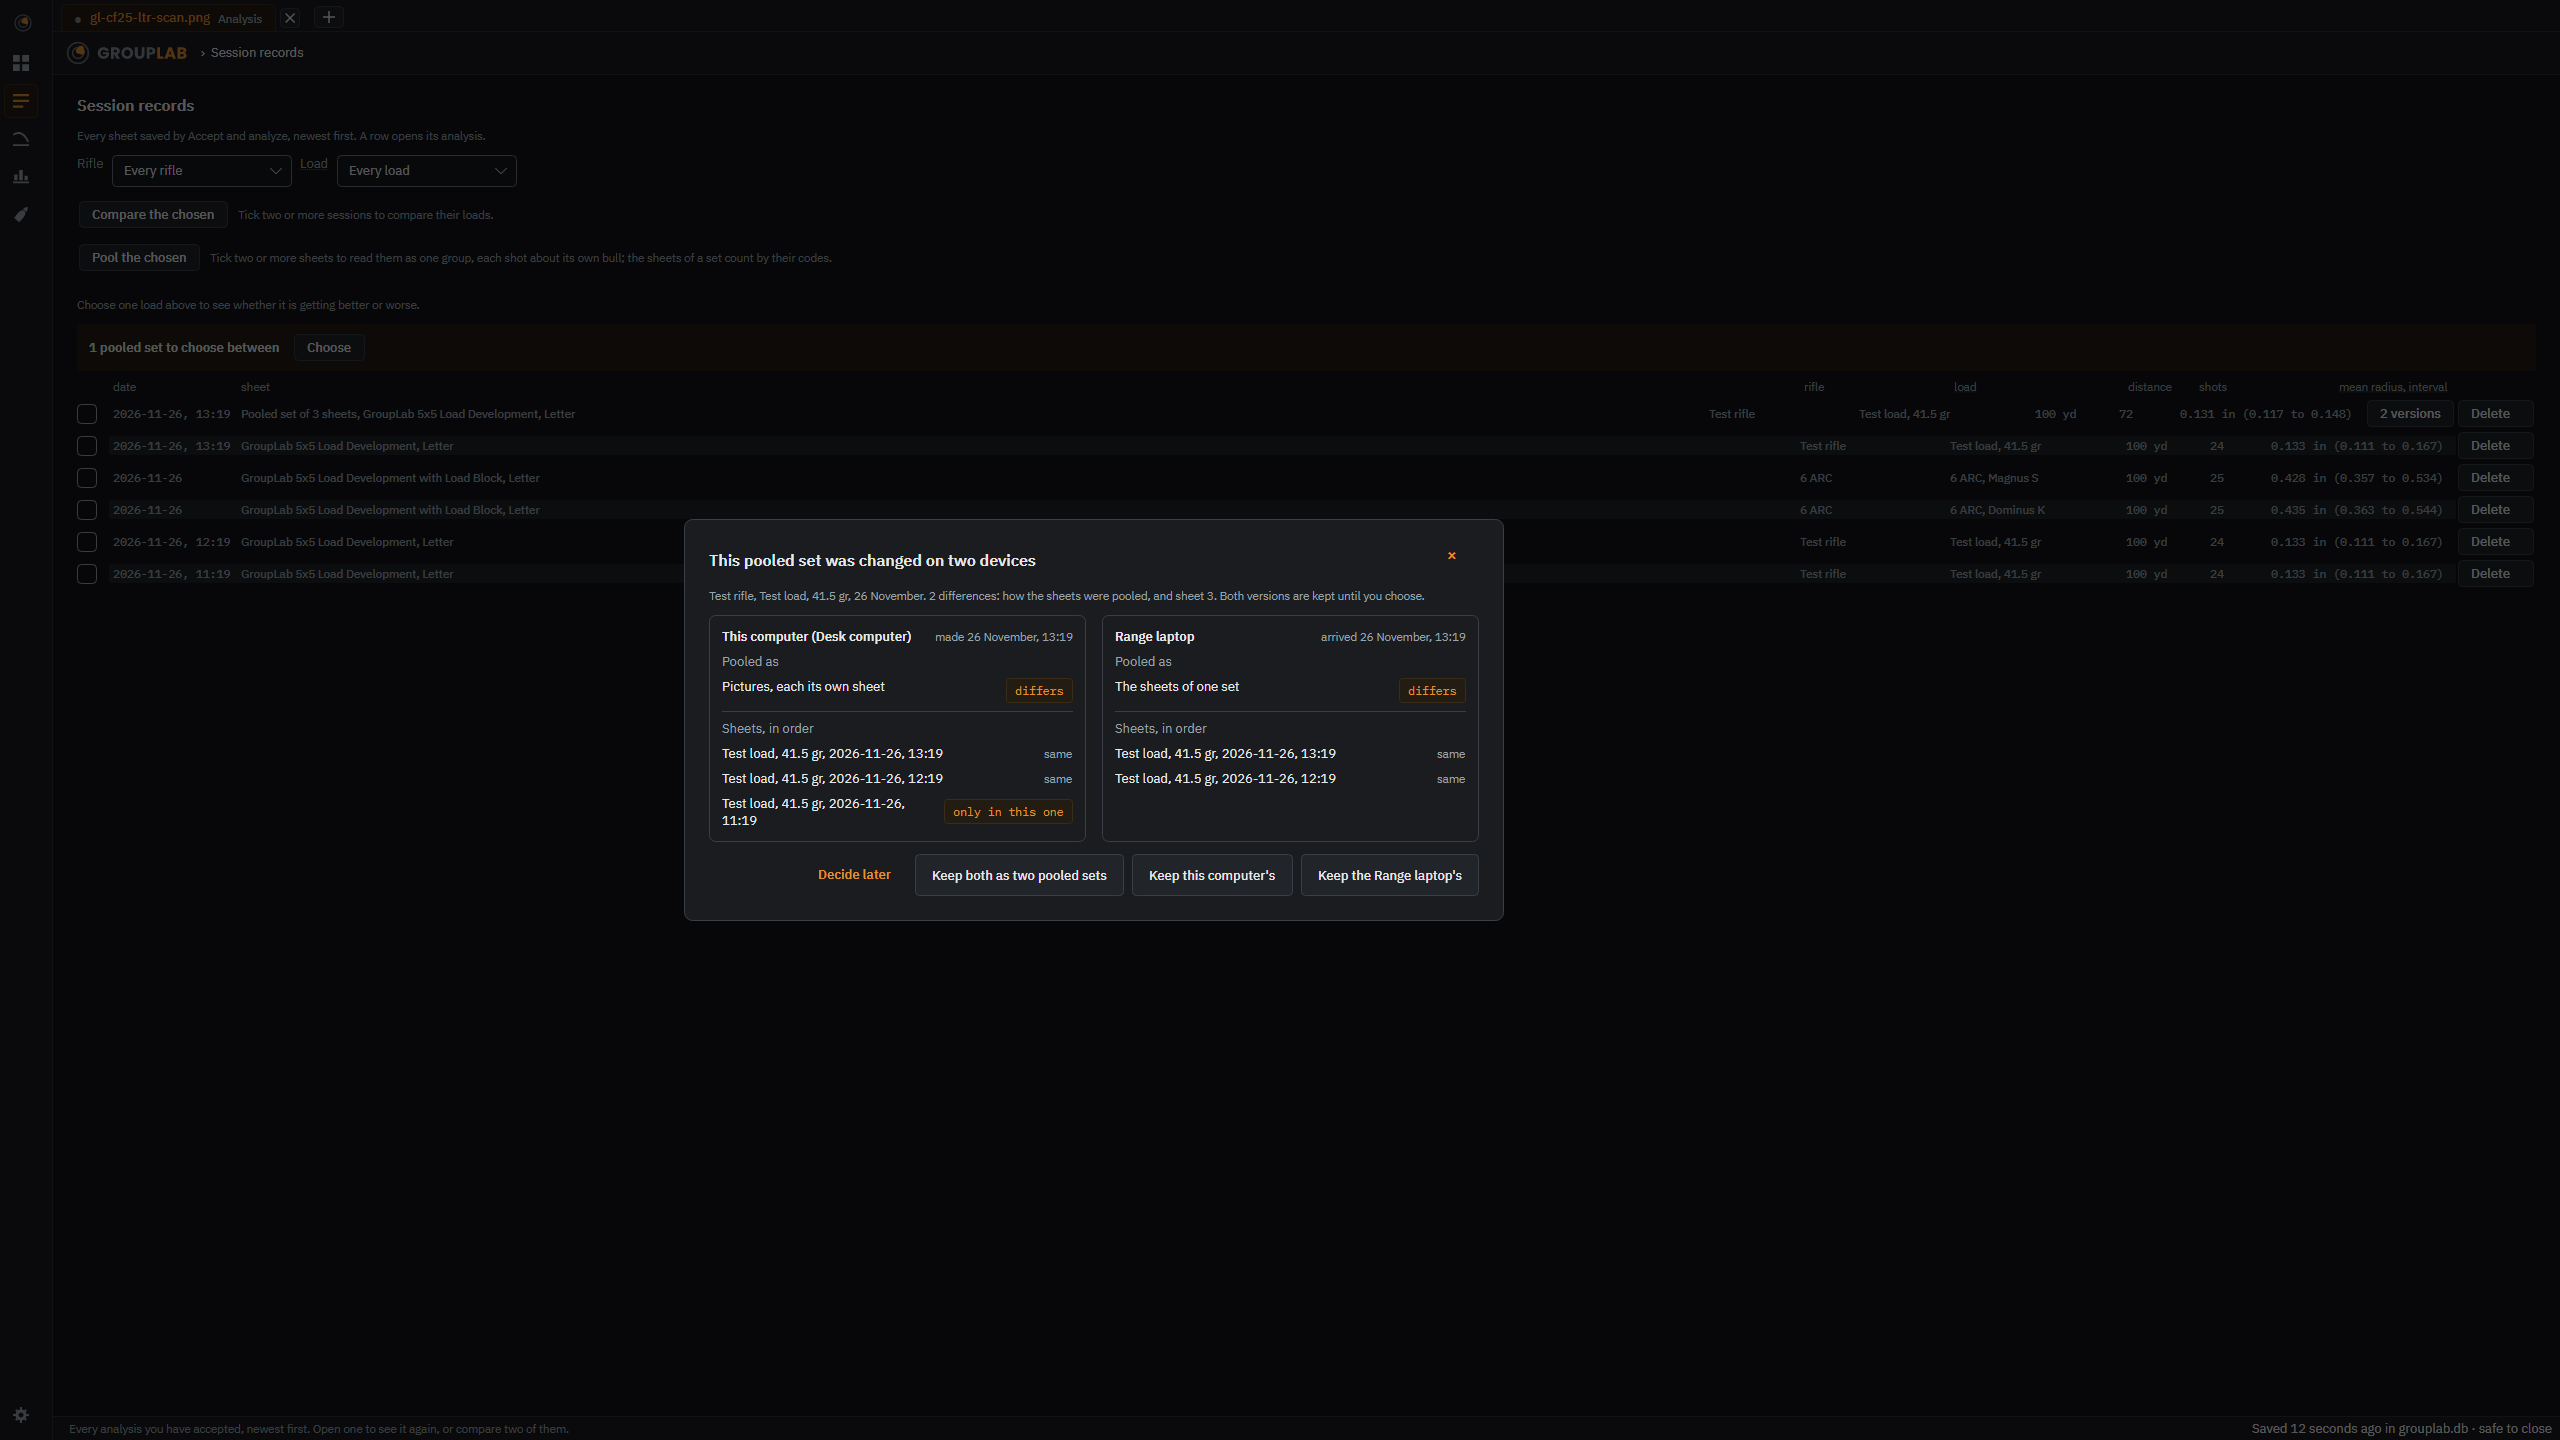 gl-cf25-ltr-scan.png Analysis
GROUPLAB › Session records
Session records
Every sheet saved by Accept and analyze, newest first. A row opens its analysis.
Rifle Every rifle Load Every load
Compare the chosen Tick two or more sessions to compare their loads.
Pool the chosen Tick two or more sheets to read them as one group, each shot about its own bull; the sheets of a set count by their codes.
Choose one load above to see whether it is getting better or worse.
1 pooled set to choose between Choose
date sheet rifle load distance shots mean radius, interval
2026-11-26, 13:19 Pooled set of 3 sheets, GroupLab 5x5 Load Development, Letter Test rifle Test load, 41.5 gr 100 yd 72 0.131 in (0.117 to 0.148) 2 versions Delete
2026-11-26, 13:19 GroupLab 5x5 Load Development, Letter Test rifle Test load, 41.5 gr 100 yd 24 0.133 in (0.111 to 0.167) Delete
2026-11-26 GroupLab 5x5 Load Development with Load Block, Letter 6 ARC 6 ARC, Magnus S 100 yd 25 0.428 in (0.357 to 0.534) Delete
2026-11-26 GroupLab 5x5 Load Development with Load Block, Letter 6 ARC 6 ARC, Dominus K 100 yd 25 0.435 in (0.363 to 0.544) Delete
2026-11-26, 12:19 GroupLab 5x5 Load Development, Letter Test rifle Test load, 41.5 gr 100 yd 24 0.133 in (0.111 to 0.167) Delete
2026-11-26, 11:19 GroupLab 5x5 Load Development, Letter Test rifle Test load, 41.5 gr 100 yd 24 0.133 in (0.111 to 0.167) Delete
This pooled set was changed on two devices
Test rifle, Test load, 41.5 gr, 26 November. 2 differences: how the sheets were pooled, and sheet 3. Both versions are kept until you choose.
This computer (Desk computer) made 26 November, 13:19
Pooled as
Pictures, each its own sheet differs
Sheets, in order
Test load, 41.5 gr, 2026-11-26, 13:19 same
Test load, 41.5 gr, 2026-11-26, 12:19 same
Test load, 41.5 gr, 2026-11-26,
11:19 only in this one
Range laptop arrived 26 November, 13:19
Pooled as
The sheets of one set differs
Sheets, in order
Test load, 41.5 gr, 2026-11-26, 13:19 same
Test load, 41.5 gr, 2026-11-26, 12:19 same
Decide later Keep both as two pooled sets Keep this computer's Keep the Range laptop's
Every analysis you have accepted, newest first. Open one to see it again, or compare two of them.
Saved 12 seconds ago in grouplab.db · safe to close